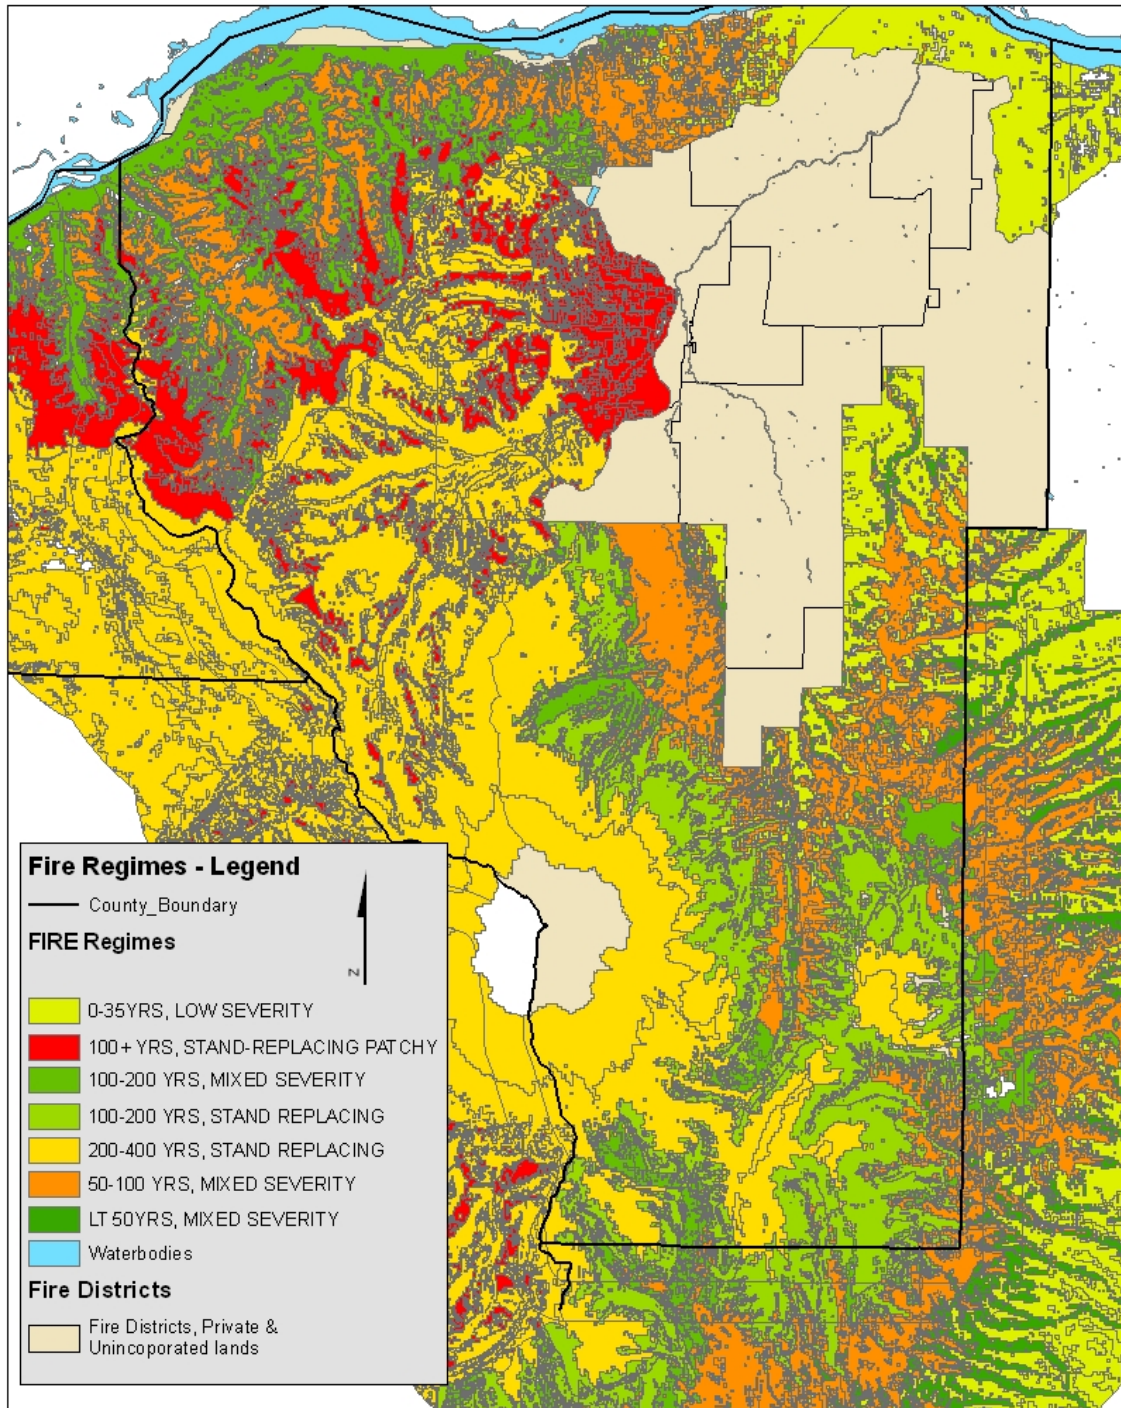 Fire Regimes - Legend
County_Boundary
FIRE Regimes
N
0-35YRS, LOW SEVERITY
100+ YRS, STAND-REPLACING PATCHY
100-200 YRS, MIXED SEVERITY
100-200 YRS, STAND REPLACING
200-400 YRS, STAND REPLACING
50-100 YRS, MIXED SEVERITY
LT 50YRS, MIXED SEVERITY
Waterbodies
Fire Districts
Fire Districts, Private &
Unincoporated lands